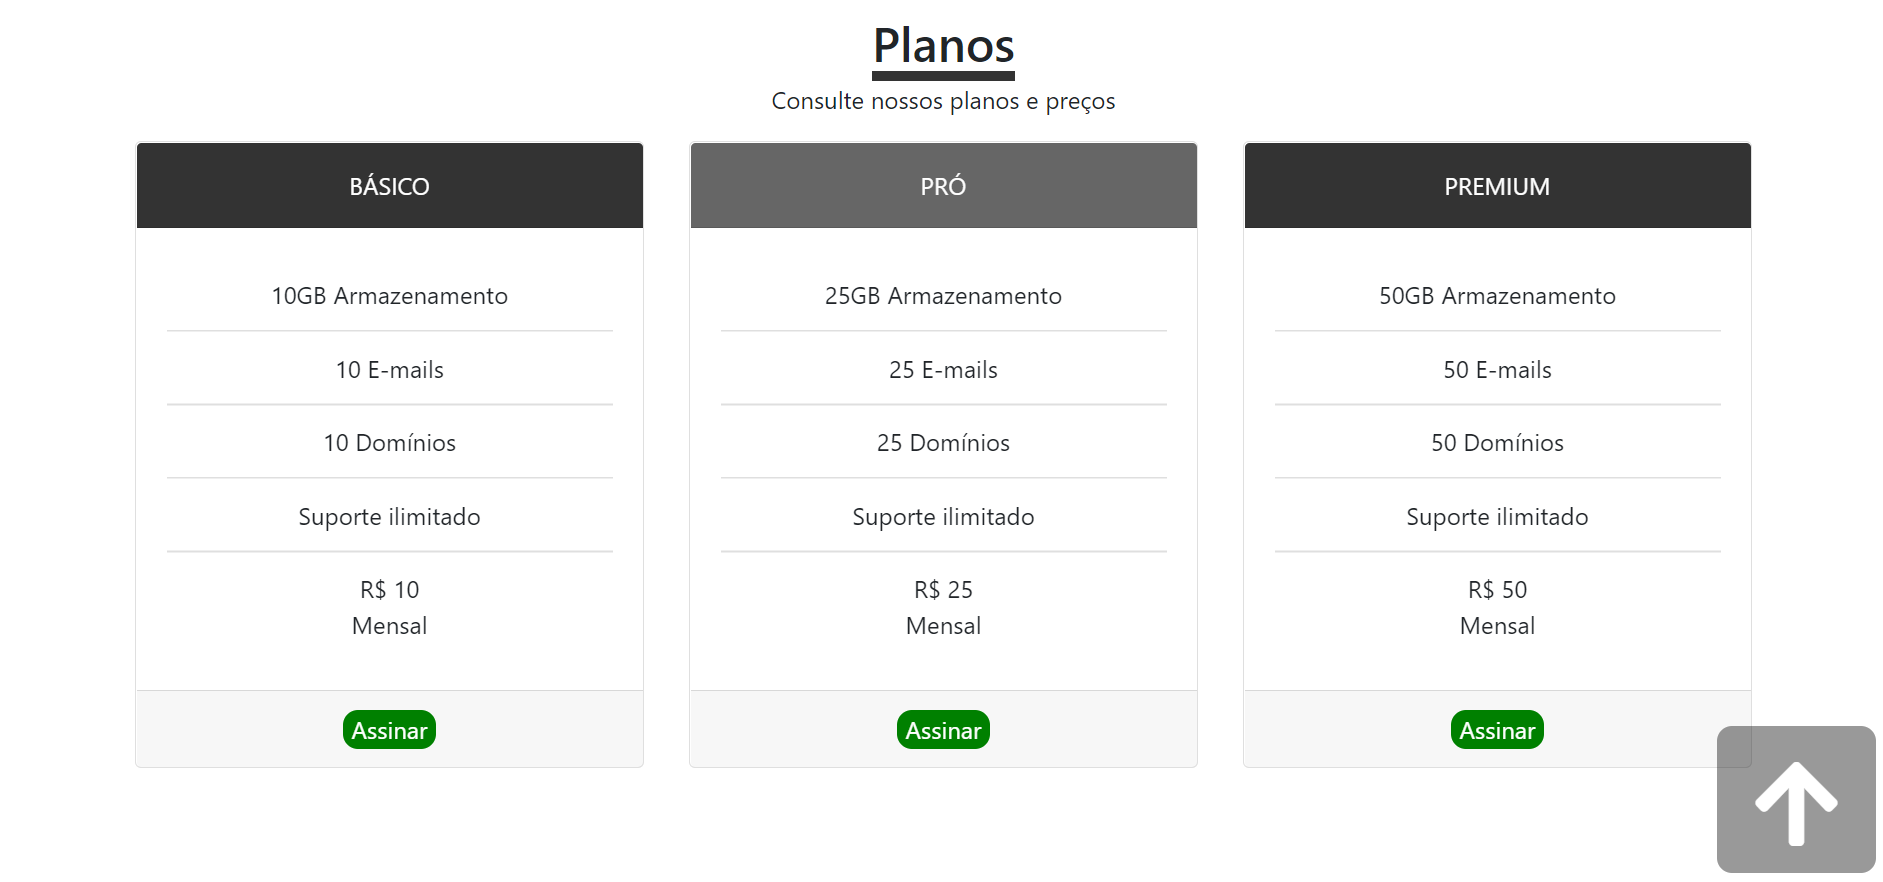 Planos
Consulte nossos planos e preços
BÁSICO
10GB Armazenamento
10 E-mails
10 Domínios
Suporte ilimitado
R$ 10
Mensal
Assinar
PRÓ
25GB Armazenamento
25 E-mails
25 Domínios
Suporte ilimitado
R$ 25
Mensal
Assinar
PREMIUM
50GB Armazenamento
50 E-mails
50 Domínios
Suporte ilimitado
R$ 50
Mensal
Assinar